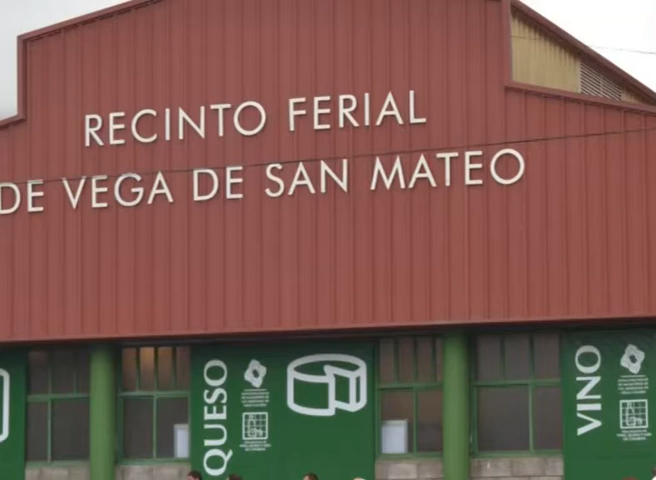 RECINTO FERIAL
DE VEGA DE SAN MATEO
QUESO
VINO